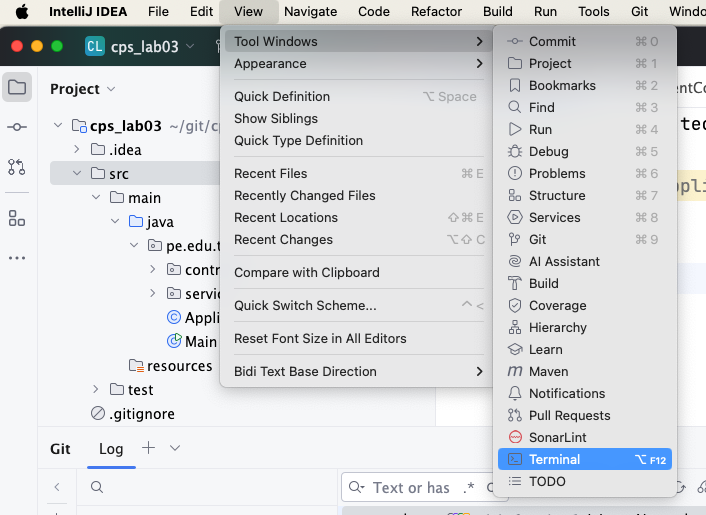 IntelliJ IDEA File Edit View Navigate Code Refactor Build Run Tools Git
CL cps_lab03
Project
cps_lab03 ~/git/c
.idea
src
main
java
pe.edu.t
contr
servic
Appli
Main
resources
test
.gitignore
Tool Windows
Appearance
Quick Definition ⌥ Space
Show Siblings
Quick Type Definition
Recent Files ⌘ E
Recently Changed Files
Recent Locations ⇧ ⌘ E
Recent Changes ⌥ ⇧ C
Compare with Clipboard
Quick Switch Scheme... ^ <
Reset Font Size in All Editors
Bidi Text Base Direction
Commit ⌘ 0
Project ⌘ 1
Bookmarks ⌘ 2
Find ⌘ 3
Run ⌘ 4
Debug ⌘ 5
Problems ⌘ 6
Structure ⌘ 7
Services ⌘ 8
Git ⌘ 9
AI Assistant
Build
Coverage
Hierarchy
Learn
Maven
Notifications
Pull Requests
SonarLint
Terminal ⌥ F12
TODO
ntCo
ted
ppli
Git Log
Text or has .*